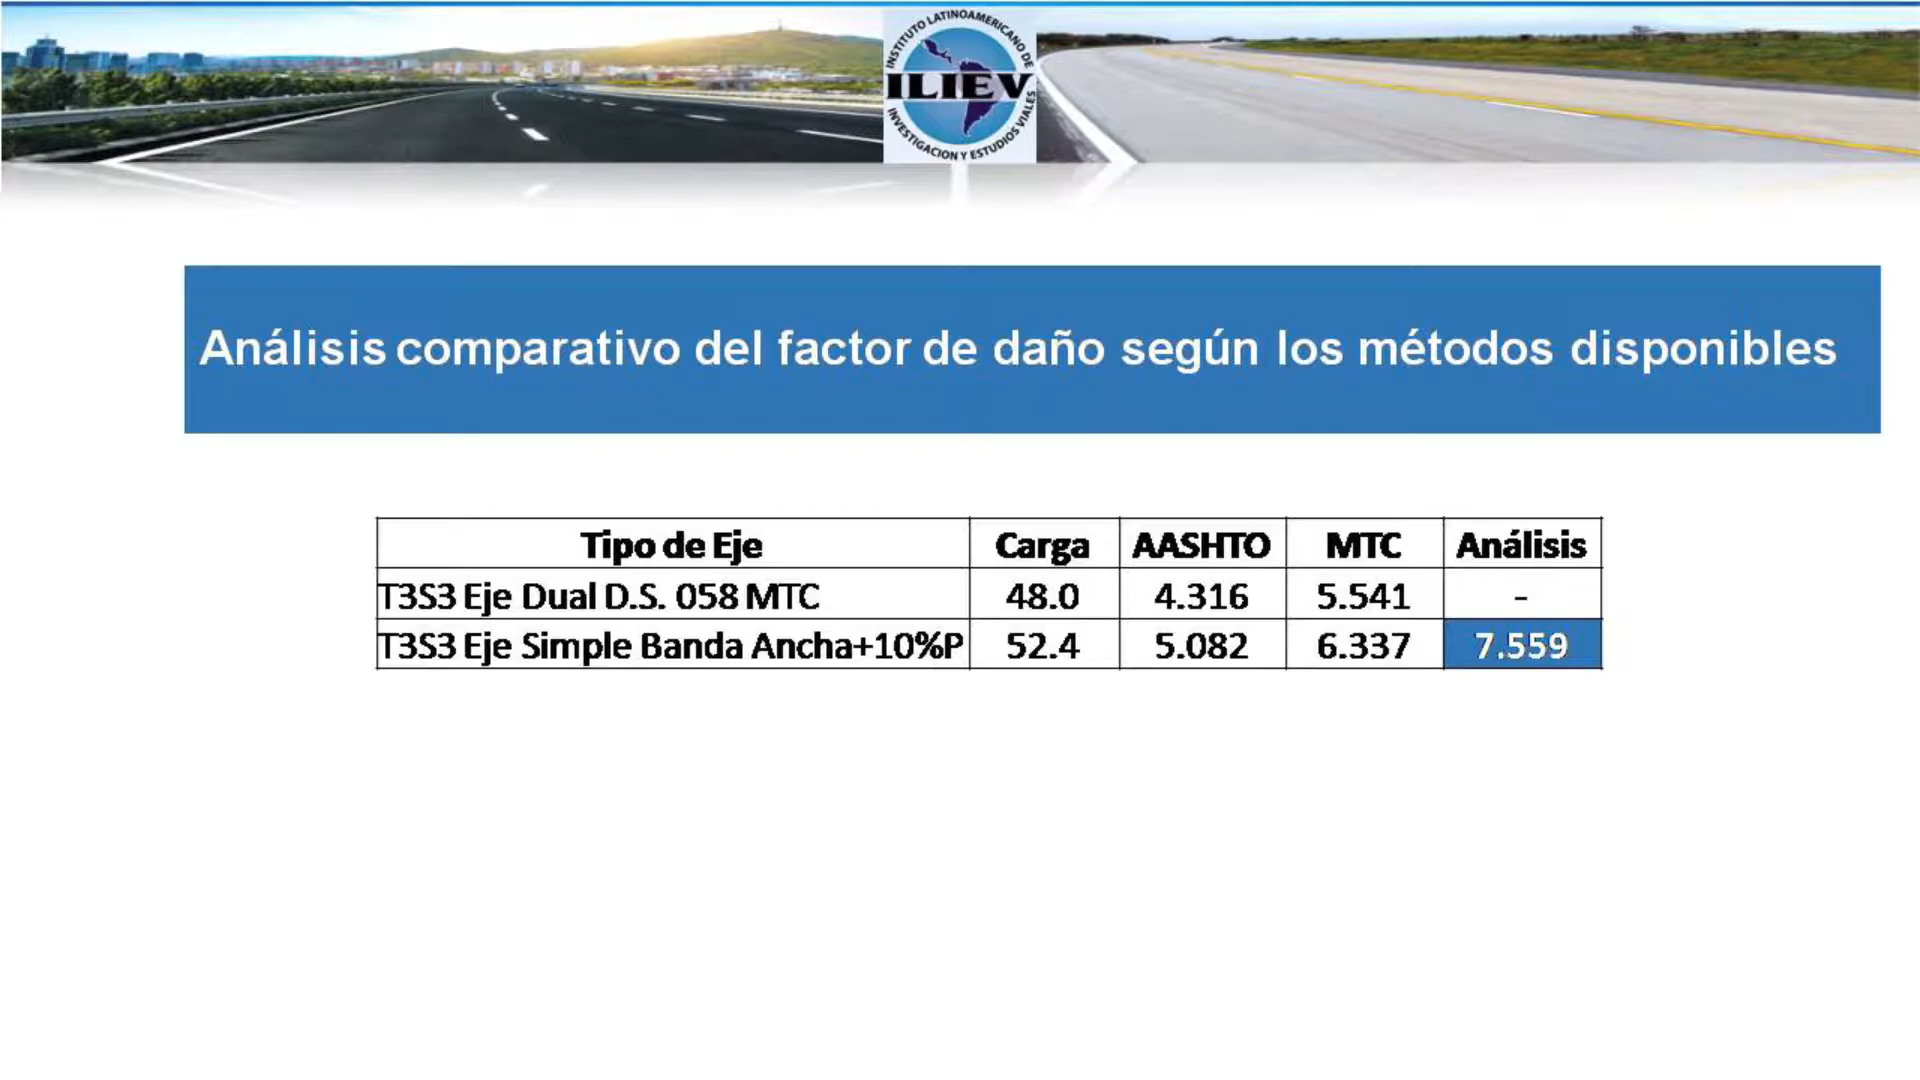 INSTITUTO LATINOAMERICANO DE
ILIEV
INVESTIGACION Y ESTUDIOS VIALES
Análisis comparativo del factor de daño según los métodos disponibles
Tipo de Eje Carga AASHTO MTC Análisis
T3S3 Eje Dual D.S. 058 MTC 48.0 4.316 5.541 -
T3S3 Eje Simple Banda Ancha+10%P 52.4 5.082 6.337 7.559